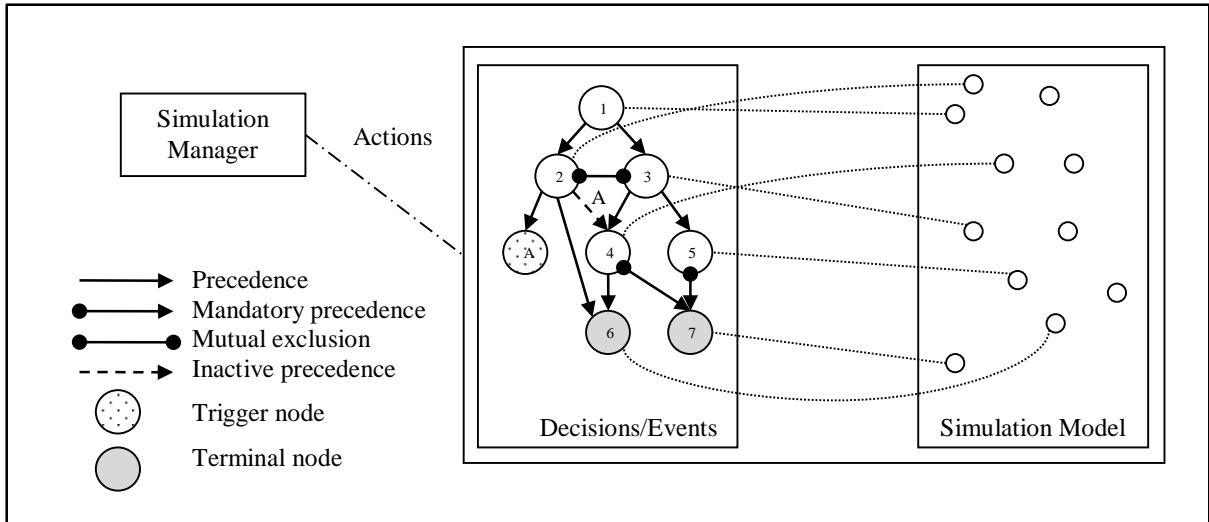 Simulation
Manager
Actions
1
2
3
A
A
4
5
6
7
Precedence
Mandatory precedence
Mutual exclusion
Inactive precedence
Trigger node
Terminal node
Decisions/Events
Simulation Model